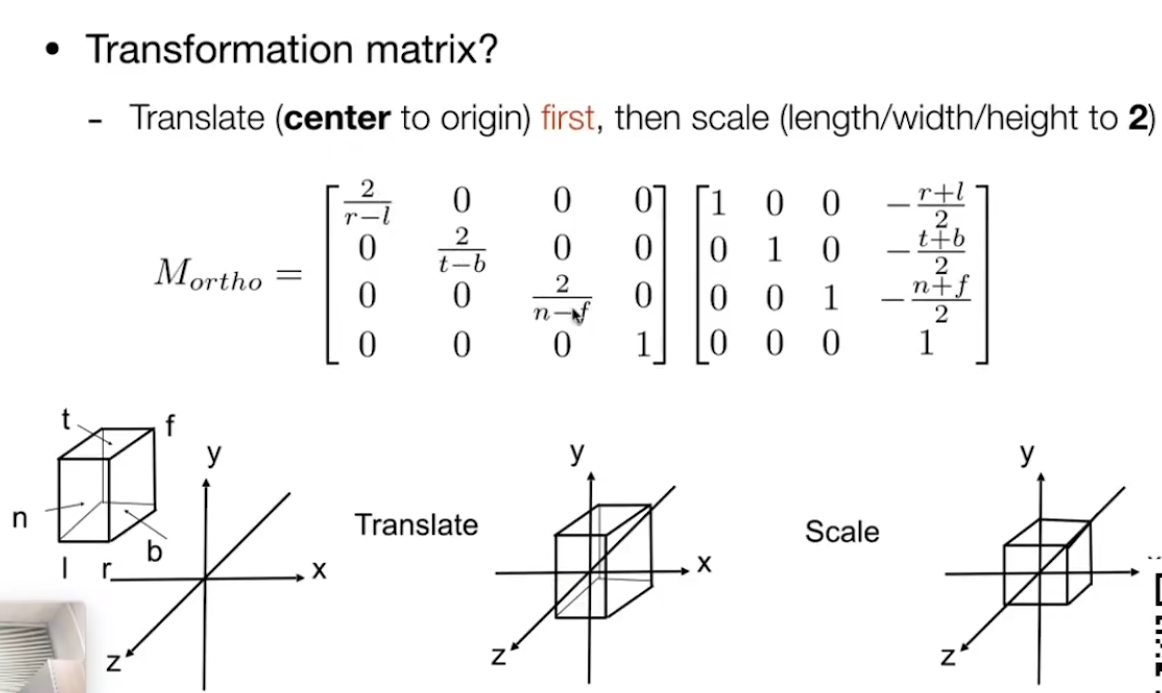 • Transformation matrix?
- Translate (center to origin) first, then scale (length/width/height to 2)
M_{ortho} = \begin{bmatrix} \frac{2}{r-l} & 0 & 0 & 0 \\ 0 & \frac{2}{t-b} & 0 & 0 \\ 0 & 0 & \frac{2}{n-f} & 0 \\ 0 & 0 & 0 & 1 \end{bmatrix} \begin{bmatrix} 1 & 0 & 0 & -\frac{r+l}{2} \\ 0 & 1 & 0 & -\frac{t+b}{2} \\ 0 & 0 & 1 & -\frac{n+f}{2} \\ 0 & 0 & 0 & 1 \end{bmatrix}
t f
n
l r b
y
x
z
Translate
y
x
z
Scale
y
z